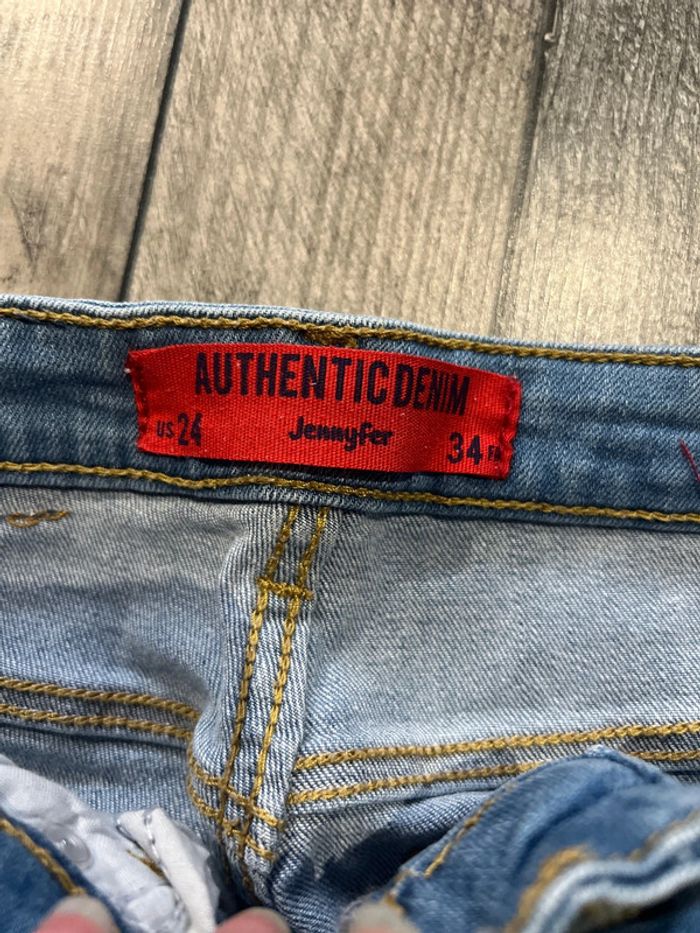 AUTHENTIC DENIM
US 24 Jennyfer 34 FR